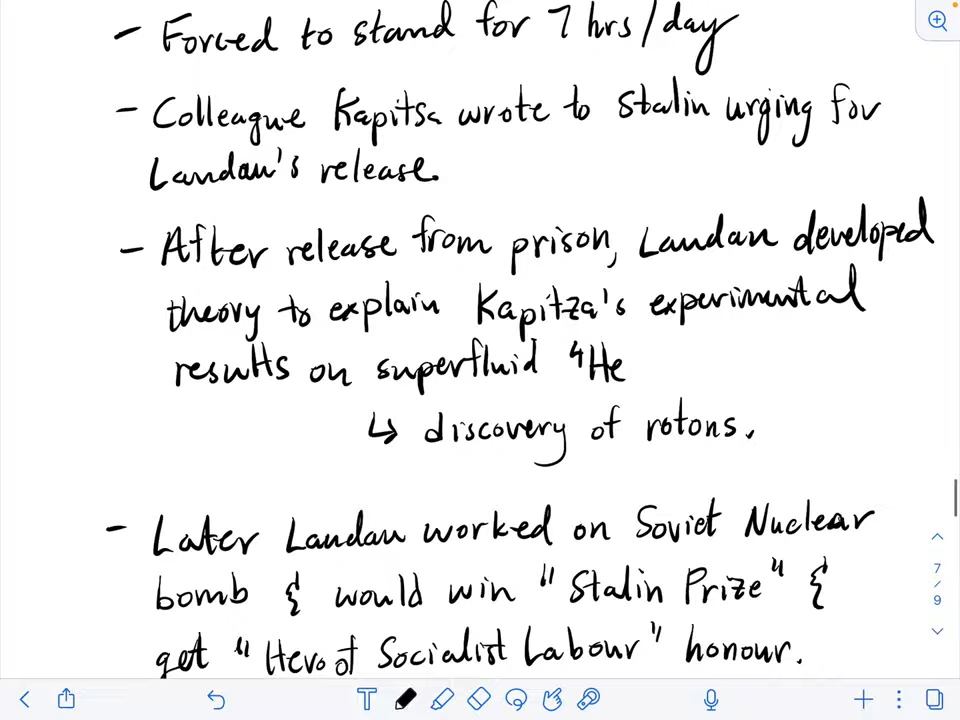 - Forced to stand for 7 hrs/day
- Colleague Kapitsa wrote to Stalin urging for
Landau's release.
- After release from prison, Landau developed
theory to explain Kapitza's experimental
results on superfluid ⁴He
↳ discovery of rotons.
- Later Landau worked on Soviet Nuclear
bomb & would win "Stalin Prize" &
get "Hero of Socialist Labour" honour.
7
/
9
T